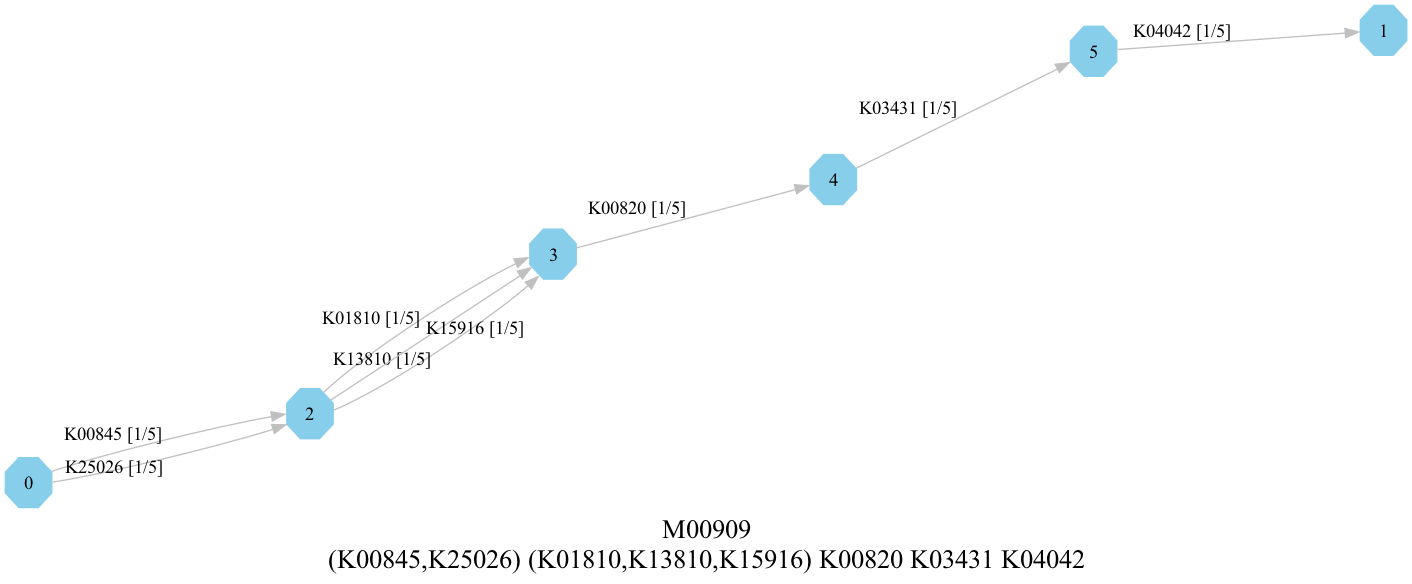 K04042 [1/5]
1
5
K03431 [1/5]
4
K00820 [1/5]
3
K01810 [1/5]
K15916 [1/5]
K13810 [1/5]
2
K00845 [1/5]
K25026 [1/5]
0
M00909
(K00845,K25026) (K01810,K13810,K15916) K00820 K03431 K04042